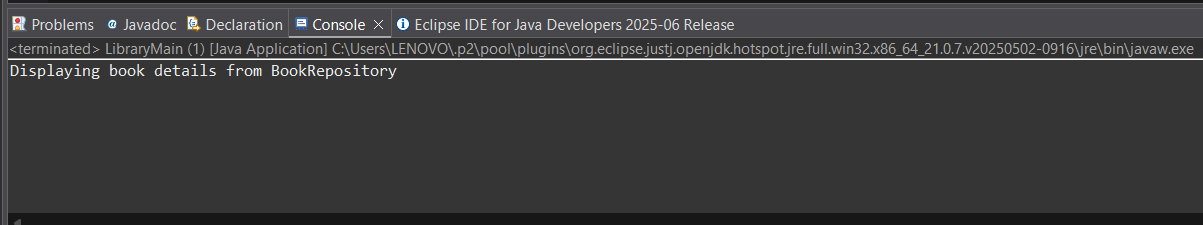 Problems Javadoc Declaration Console Eclipse IDE for Java Developers 2025-06 Release
<terminated> LibraryMain (1) [Java Application] C:\Users\LENOVO\.p2\pool\plugins\org.eclipse.justj.openjdk.hotspot.jre.full.win32.x86_64_21.0.7.v20250502-0916\jre\bin\javaw.exe
Displaying book details from BookRepository